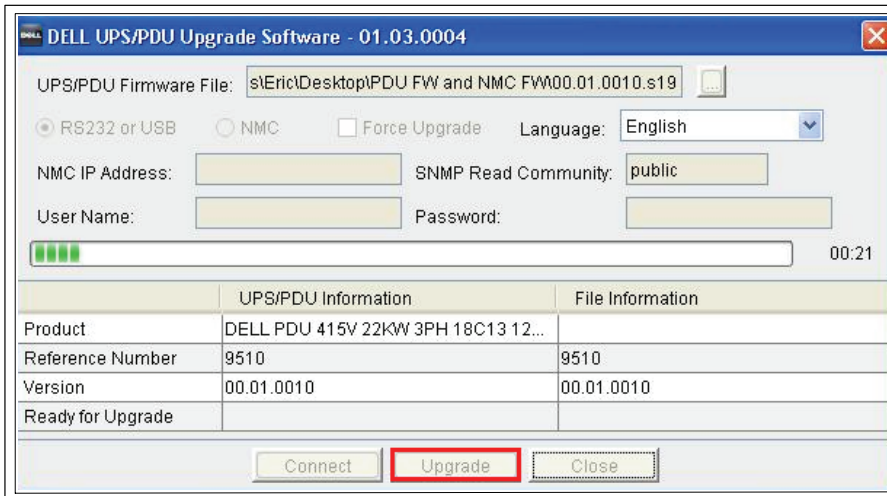 DELL DELL UPS/PDU Upgrade Software - 01.03.0004
UPS/PDU Firmware File: s\Eric\Desktop\PDU FW and NMC FW\00.01.0010.s19 ...
RS232 or USB NMC Force Upgrade Language: English
NMC IP Address: SNMP Read Community: public
User Name: Password:
00:21
UPS/PDU Information File Information
Product DELL PDU 415V 22KW 3PH 18C13 12...
Reference Number 9510 9510
Version 00.01.0010 00.01.0010
Ready for Upgrade
Connect Upgrade Close